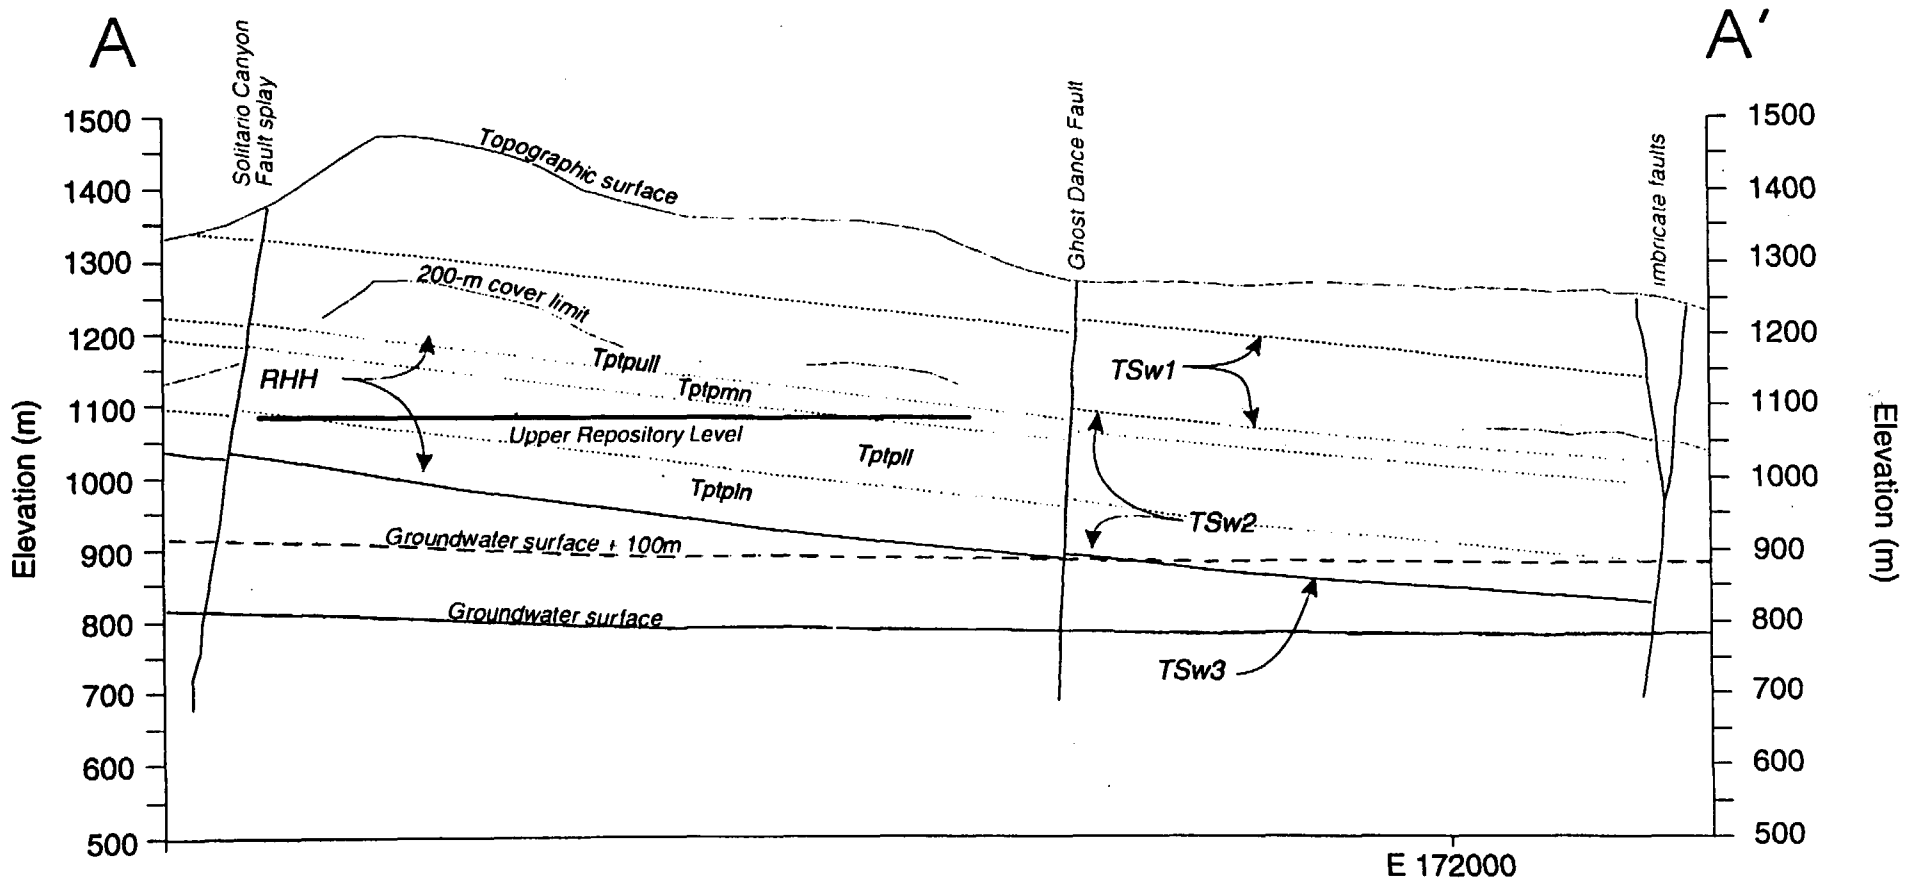 A
A'
Solitario Canyon
Fault splay
Ghost Dance Fault
Imbricate faults
Elevation (m)
1500
1400
1300
1200
1100
1000
900
800
700
600
500
Topographic surface
200-m cover limit
RHH
Tptpull
Tptpmn
Upper Repository Level
Tptpll
Tptpln
TSw1
TSw2
TSw3
Groundwater surface + 100m
Groundwater surface
1500
1400
1300
1200
1100
1000
900
800
700
600
500
Elevation (m)
E 172000